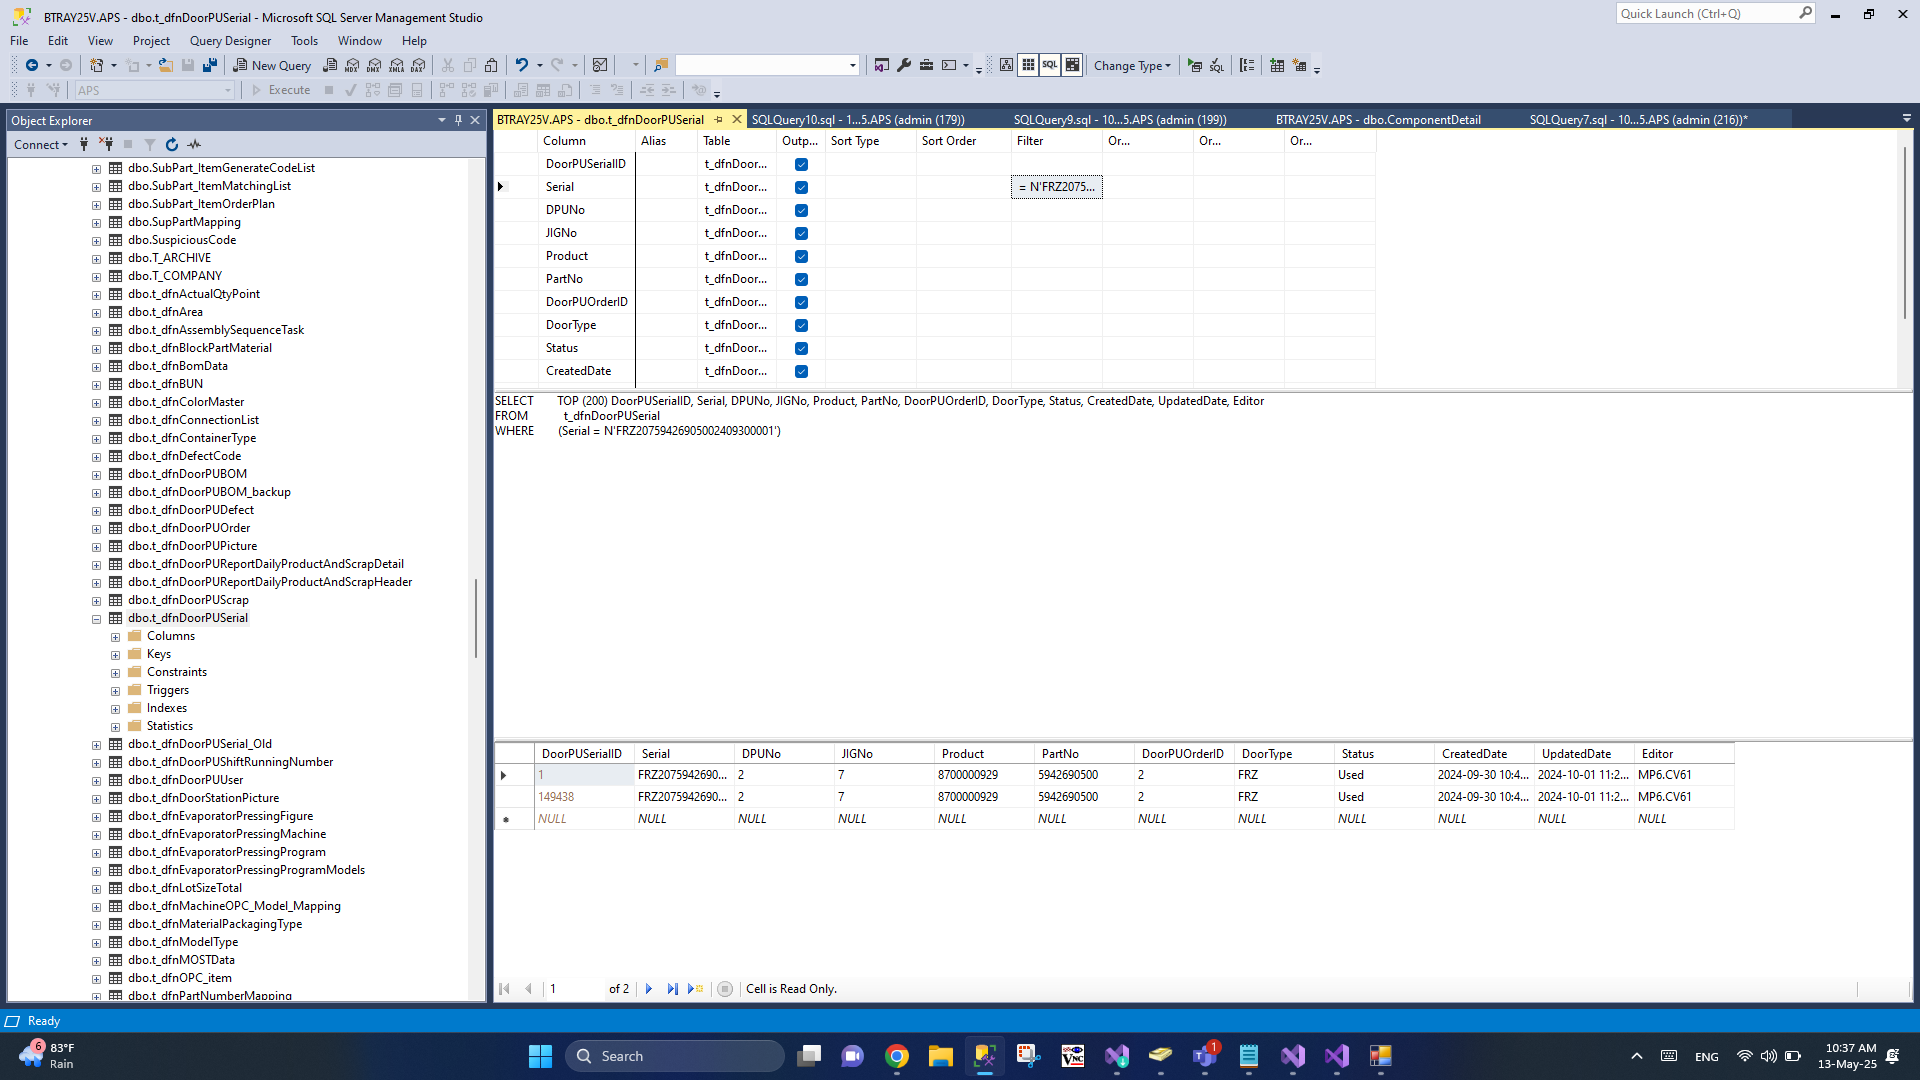 BTRAY25V.APS - dbo.t_dfnDoorPUSerial - Microsoft SQL Server Management Studio
Quick Launch (Ctrl+Q)
File Edit View Project Query Designer Tools Window Help
New Query
MDX DMX XMLA DAX
SQL
Change Type
APS
Execute
Object Explorer
Connect
dbo.SubPart_ItemGenerateCodeList
dbo.SubPart_ItemMatchingList
dbo.SubPart_ItemOrderPlan
dbo.SupPartMapping
dbo.SuspiciousCode
dbo.T_ARCHIVE
dbo.T_COMPANY
dbo.t_dfnActualQtyPoint
dbo.t_dfnArea
dbo.t_dfnAssemblySequenceTask
dbo.t_dfnBlockPartMaterial
dbo.t_dfnBomData
dbo.t_dfnBUN
dbo.t_dfnColorMaster
dbo.t_dfnConnectionList
dbo.t_dfnContainerType
dbo.t_dfnDefectCode
dbo.t_dfnDoorPUBOM
dbo.t_dfnDoorPUBOM_backup
dbo.t_dfnDoorPUDefect
dbo.t_dfnDoorPUOrder
dbo.t_dfnDoorPUPicture
dbo.t_dfnDoorPUReportDailyProductAndScrapDetail
dbo.t_dfnDoorPUReportDailyProductAndScrapHeader
dbo.t_dfnDoorPUScrap
dbo.t_dfnDoorPUSerial
Columns
Keys
Constraints
Triggers
Indexes
Statistics
dbo.t_dfnDoorPUSerial_Old
dbo.t_dfnDoorPUShiftRunningNumber
dbo.t_dfnDoorPUUser
dbo.t_dfnDoorStationPicture
dbo.t_dfnEvaporatorPressingFigure
dbo.t_dfnEvaporatorPressingMachine
dbo.t_dfnEvaporatorPressingProgram
dbo.t_dfnEvaporatorPressingProgramModels
dbo.t_dfnLotSizeTotal
dbo.t_dfnMachineOPC_Model_Mapping
dbo.t_dfnMaterialPackagingType
dbo.t_dfnModelType
dbo.t_dfnMOSTData
dbo.t_dfnOPC_item
dbo.t_dfnPartNumberMapping
BTRAY25V.APS - dbo.t_dfnDoorPUSerial SQLQuery10.sql - 1...5.APS (admin (179)) SQLQuery9.sql - 10...5.APS (admin (199)) BTRAY25V.APS - dbo.ComponentDetail SQLQuery7.sql - 10...5.APS (admin (216))*
Column Alias Table Outp... Sort Type Sort Order Filter Or... Or... Or...
DoorPUSerialID t_dfnDoor...
Serial t_dfnDoor... = N'FRZ2075...
DPUNo t_dfnDoor...
JIGNo t_dfnDoor...
Product t_dfnDoor...
PartNo t_dfnDoor...
DoorPUOrderID t_dfnDoor...
DoorType t_dfnDoor...
Status t_dfnDoor...
CreatedDate t_dfnDoor...
SELECT TOP (200) DoorPUSerialID, Serial, DPUNo, JIGNo, Product, PartNo, DoorPUOrderID, DoorType, Status, CreatedDate, UpdatedDate, Editor
FROM t_dfnDoorPUSerial
WHERE (Serial = N'FRZ20759426905002409300001')
DoorPUSerialID Serial DPUNo JIGNo Product PartNo DoorPUOrderID DoorType Status CreatedDate UpdatedDate Editor
1 FRZ2075942690... 2 7 8700000929 5942690500 2 FRZ Used 2024-09-30 10:4... 2024-10-01 11:2... MP6.CV61
149438 FRZ2075942690... 2 7 8700000929 5942690500 2 FRZ Used 2024-09-30 10:4... 2024-10-01 11:2... MP6.CV61
NULL NULL NULL NULL NULL NULL NULL NULL NULL NULL NULL NULL
1 of 2 Cell is Read Only.
Ready
6
83°F
Rain
Search
VNC
1
ENG
10:37 AM
13-May-25